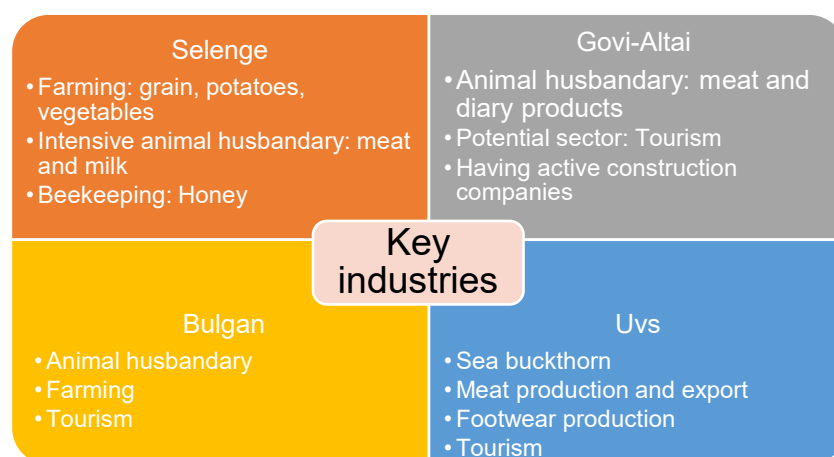 Selenge
•Farming: grain, potatoes,
vegetables
•Intensive animal husbandary: meat
and milk
•Beekeeping: Honey
Govi-Altai
•Animal husbandary: meat and
diary products
•Potential sector: Tourism
•Having active construction
companies
Key
industries
Bulgan
•Animal husbandary
•Farming
•Tourism
Uvs
•Sea buckthorn
•Meat production and export
•Footwear production
•Tourism